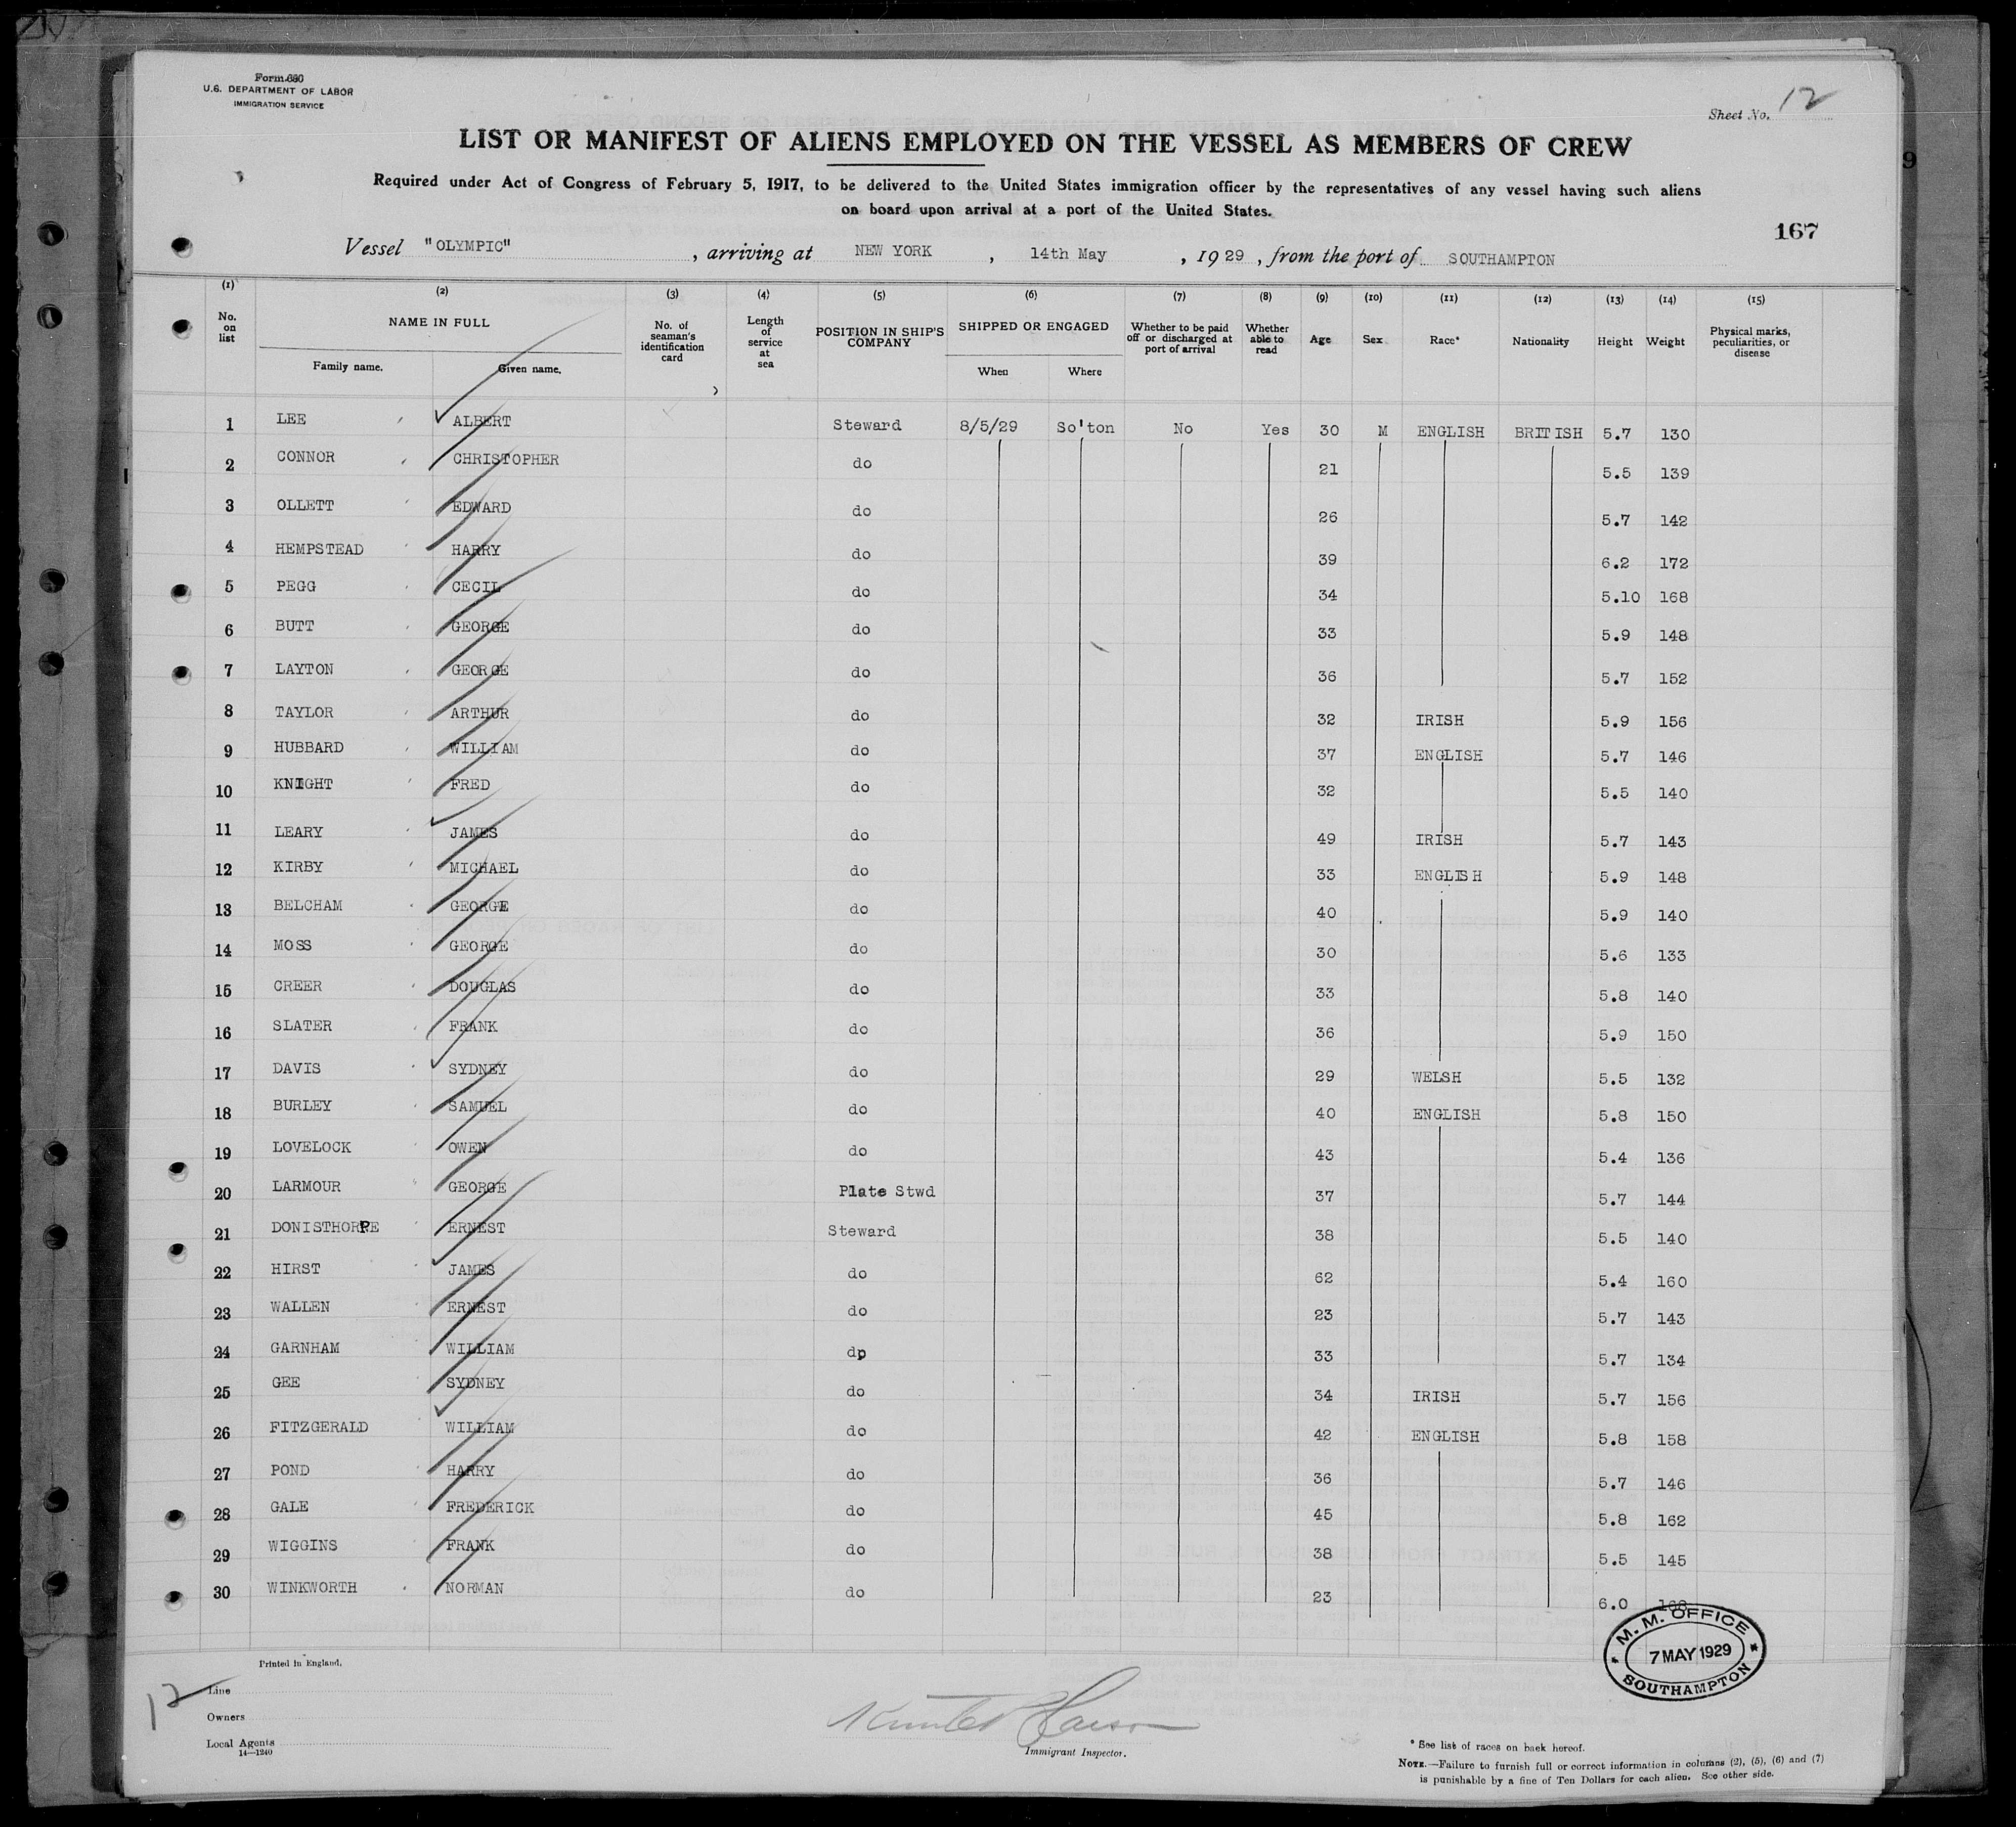 Form 680
U.S. DEPARTMENT OF LABOR
IMMIGRATION SERVICE
Sheet No. 12
LIST OR MANIFEST OF ALIENS EMPLOYED ON THE VESSEL AS MEMBERS OF CREW
Required under Act of Congress of February 5, 1917, to be delivered to the United States immigration officer by the representatives of any vessel having such aliens
on board upon arrival at a port of the United States.
167
Vessel "OLYMPIC", arriving at NEW YORK, 14th May, 1929, from the port of SOUTHAMPTON
(1) (2) (3) (4) (5) (6) (7) (8) (9) (10) (11) (12) (13) (14) (15)
No. on list NAME IN FULL Family name. Given name. No. of seaman's identification card Length of service at sea POSITION IN SHIP'S COMPANY SHIPPED OR ENGAGED When Where Whether to be paid off or discharged at port of arrival Whether able to read Age Sex Race* Nationality Height Weight Physical marks, peculiarities, or disease
1 LEE ALBERT Steward 8/5/29 So'ton No Yes 30 M ENGLISH BRITISH 5.7 130
2 CONNOR CHRISTOPHER do 21 5.5 139
3 OLLETT EDWARD do 26 5.7 142
4 HEMPSTEAD HARRY do 39 6.2 172
5 PEGG CECIL do 34 5.10 168
6 BUTT GEORGE do 33 5.9 148
7 LAYTON GEORGE do 36 5.7 152
8 TAYLOR ARTHUR do 32 IRISH 5.9 156
9 HUBBARD WILLIAM do 37 ENGLISH 5.7 146
10 KNIGHT FRED do 32 5.5 140
11 LEARY JAMES do 49 IRISH 5.7 143
12 KIRBY MICHAEL do 33 ENGLISH 5.9 148
13 BELCHAM GEORGE do 40 5.9 140
14 MOSS GEORGE do 30 5.6 133
15 CREER DOUGLAS do 33 5.8 140
16 SLATER FRANK do 36 5.9 150
17 DAVIS SYDNEY do 29 WELSH 5.5 132
18 BURLEY SAMUEL do 40 ENGLISH 5.8 150
19 LOVELOCK OWEN do 43 5.4 136
20 LARMOUR GEORGE Plate Stwd 37 5.7 144
21 DONISTHORPE ERNEST Steward 38 5.5 140
22 HIRST JAMES do 62 5.4 160
23 WALLEN ERNEST do 23 5.7 143
24 GARNHAM WILLIAM dp 33 5.7 134
25 GEE SYDNEY do 34 IRISH 5.7 156
26 FITZGERALD WILLIAM do 42 ENGLISH 5.8 158
27 POND HARRY do 36 5.7 146
28 GALE FREDERICK do 45 5.8 162
29 WIGGINS FRANK do 38 5.5 145
30 WINKWORTH NORMAN do 23 6.0
M. M. OFFICE
7 MAY 1929
SOUTHAMPTON
Printed in England.
12
Line
Owners
Local Agents
14—1240
Immigrant Inspector.
* See list of races on back hereof.
NOTE.—Failure to furnish full or correct information in columns (2), (5), (6) and (7)
is punishable by a fine of Ten Dollars for each alien. See other side.